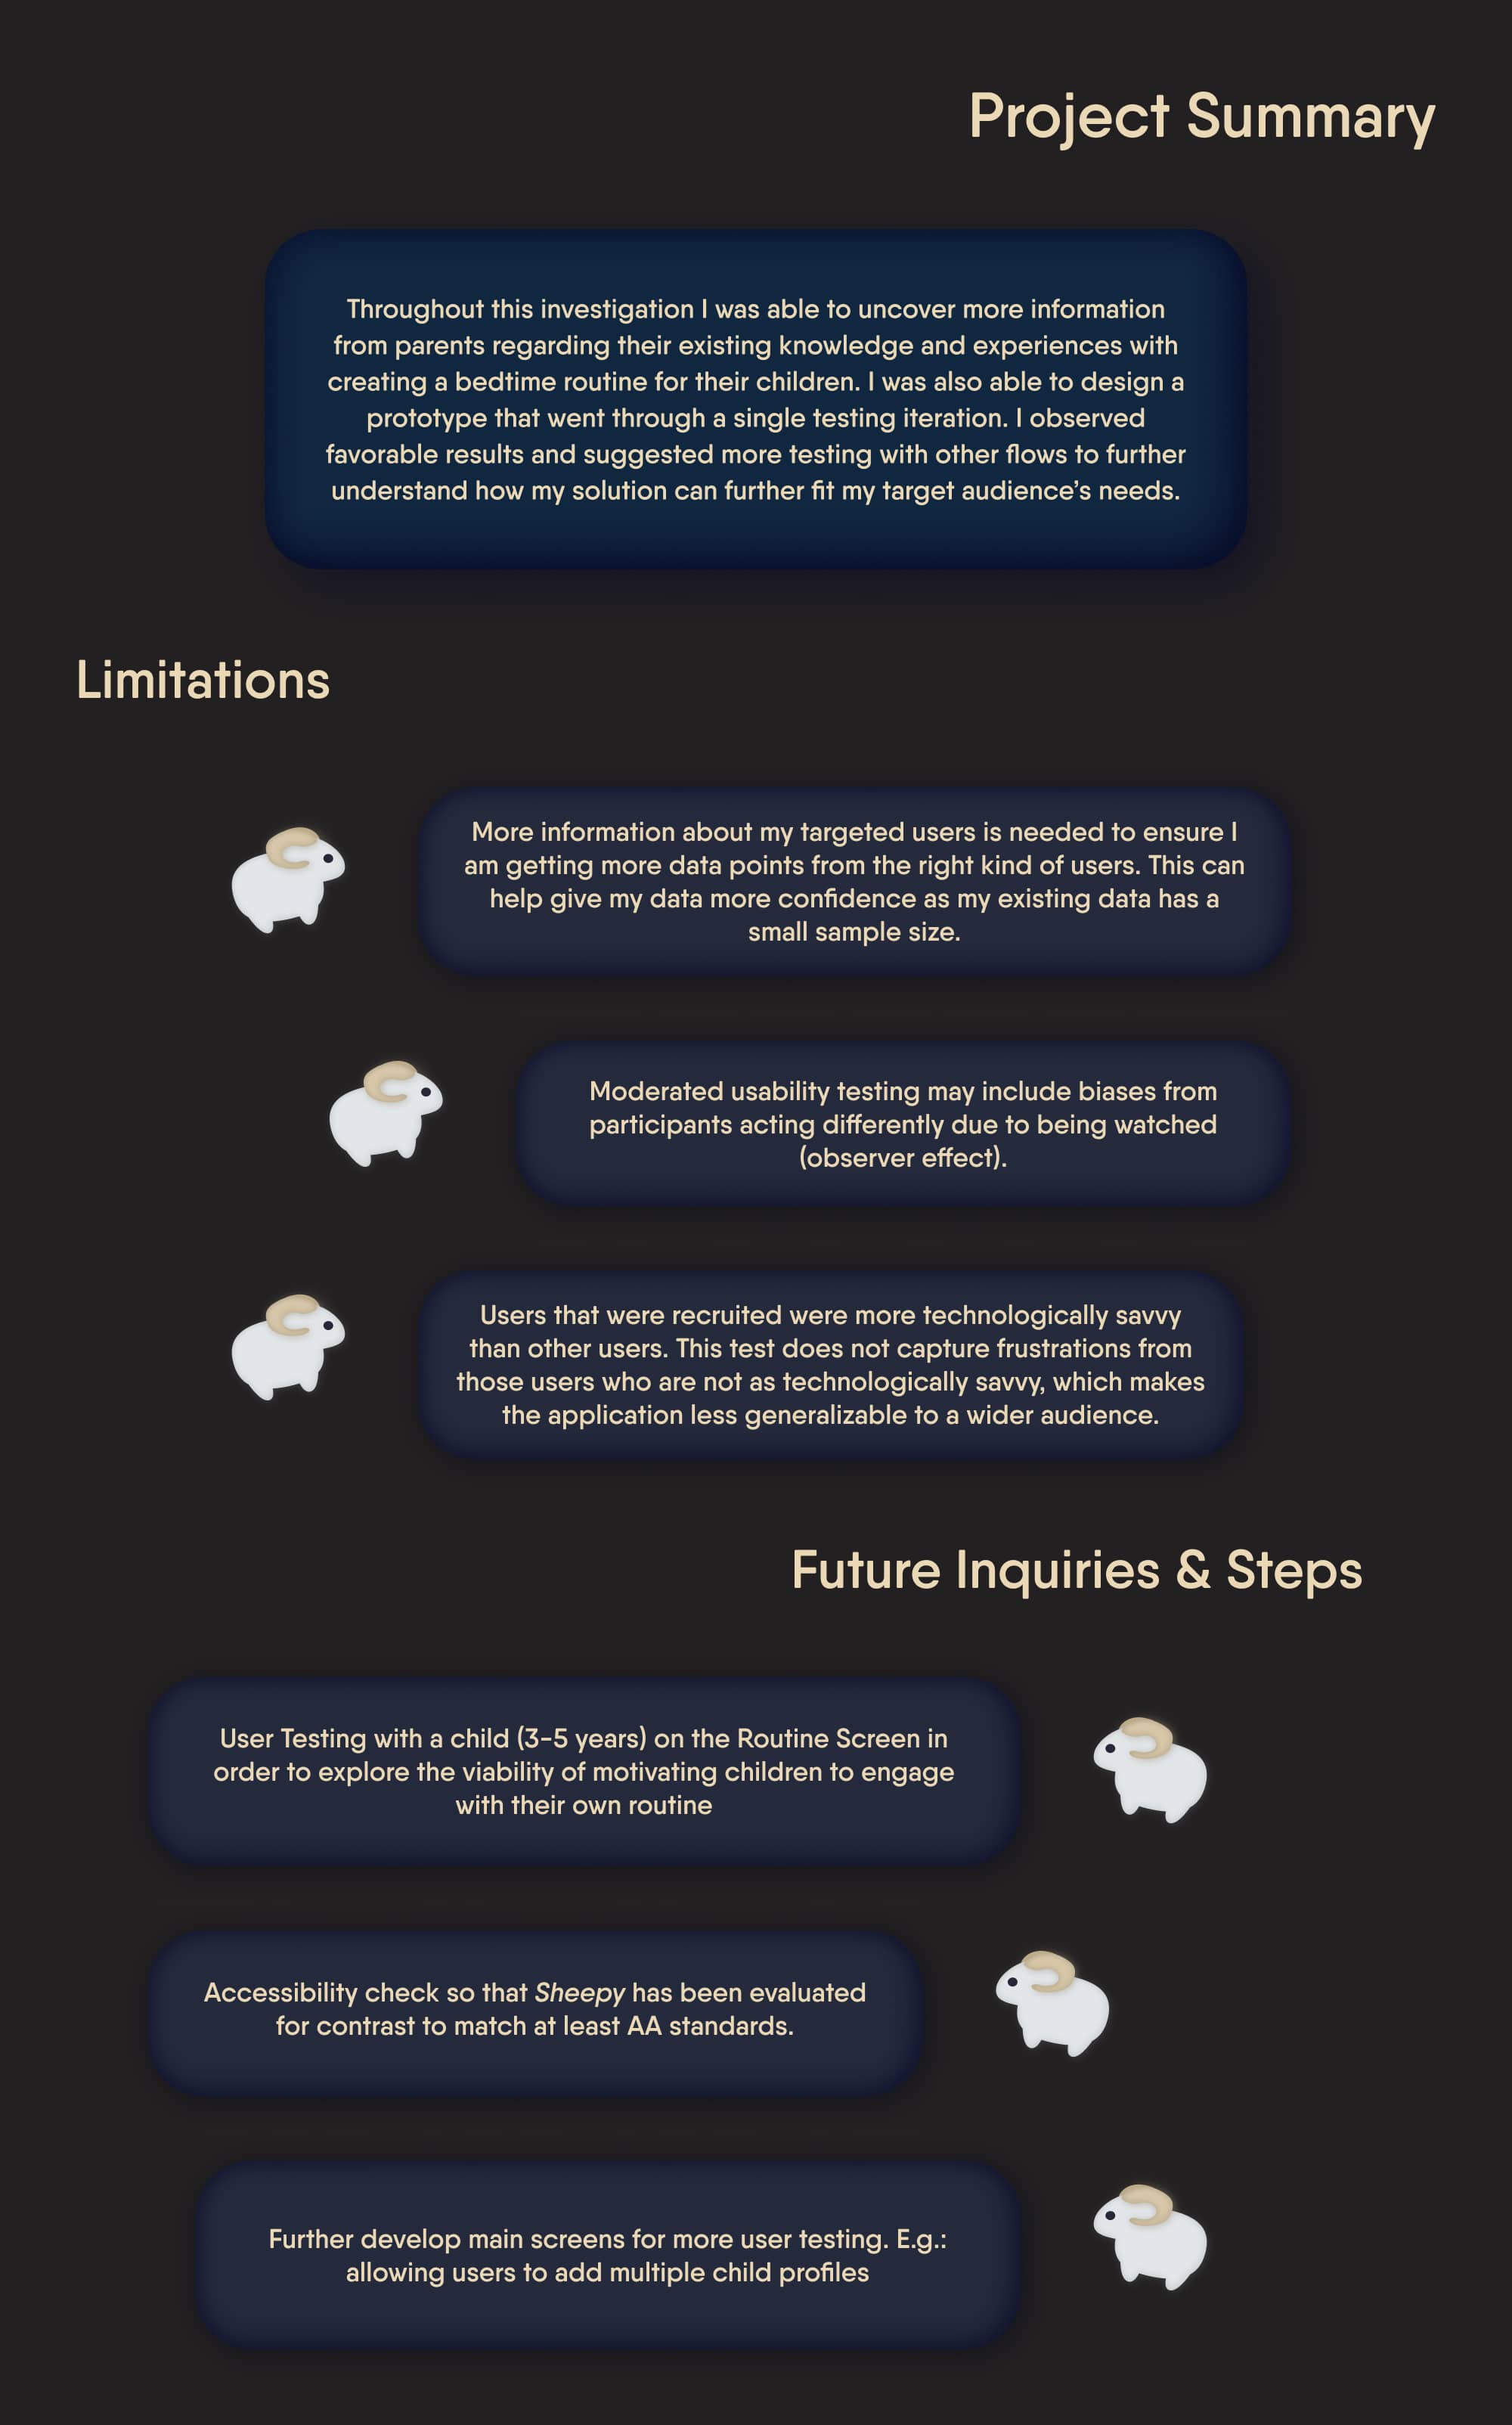 Project Summary
Throughout this investigation I was able to uncover more information
from parents regarding their existing knowledge and experiences with
creating a bedtime routine for their children. I was also able to design a
prototype that went through a single testing iteration. I observed
favorable results and suggested more testing with other flows to further
understand how my solution can further fit my target audience’s needs.
Limitations
More information about my targeted users is needed to ensure I
am getting more data points from the right kind of users. This can
help give my data more confidence as my existing data has a
small sample size.
Moderated usability testing may include biases from
participants acting differently due to being watched
(observer effect).
Users that were recruited were more technologically savvy
than other users. This test does not capture frustrations from
those users who are not as technologically savvy, which makes
the application less generalizable to a wider audience.
Future Inquiries & Steps
User Testing with a child (3-5 years) on the Routine Screen in
order to explore the viability of motivating children to engage
with their own routine
Accessibility check so that Sheepy has been evaluated
for contrast to match at least AA standards.
Further develop main screens for more user testing. E.g.:
allowing users to add multiple child profiles